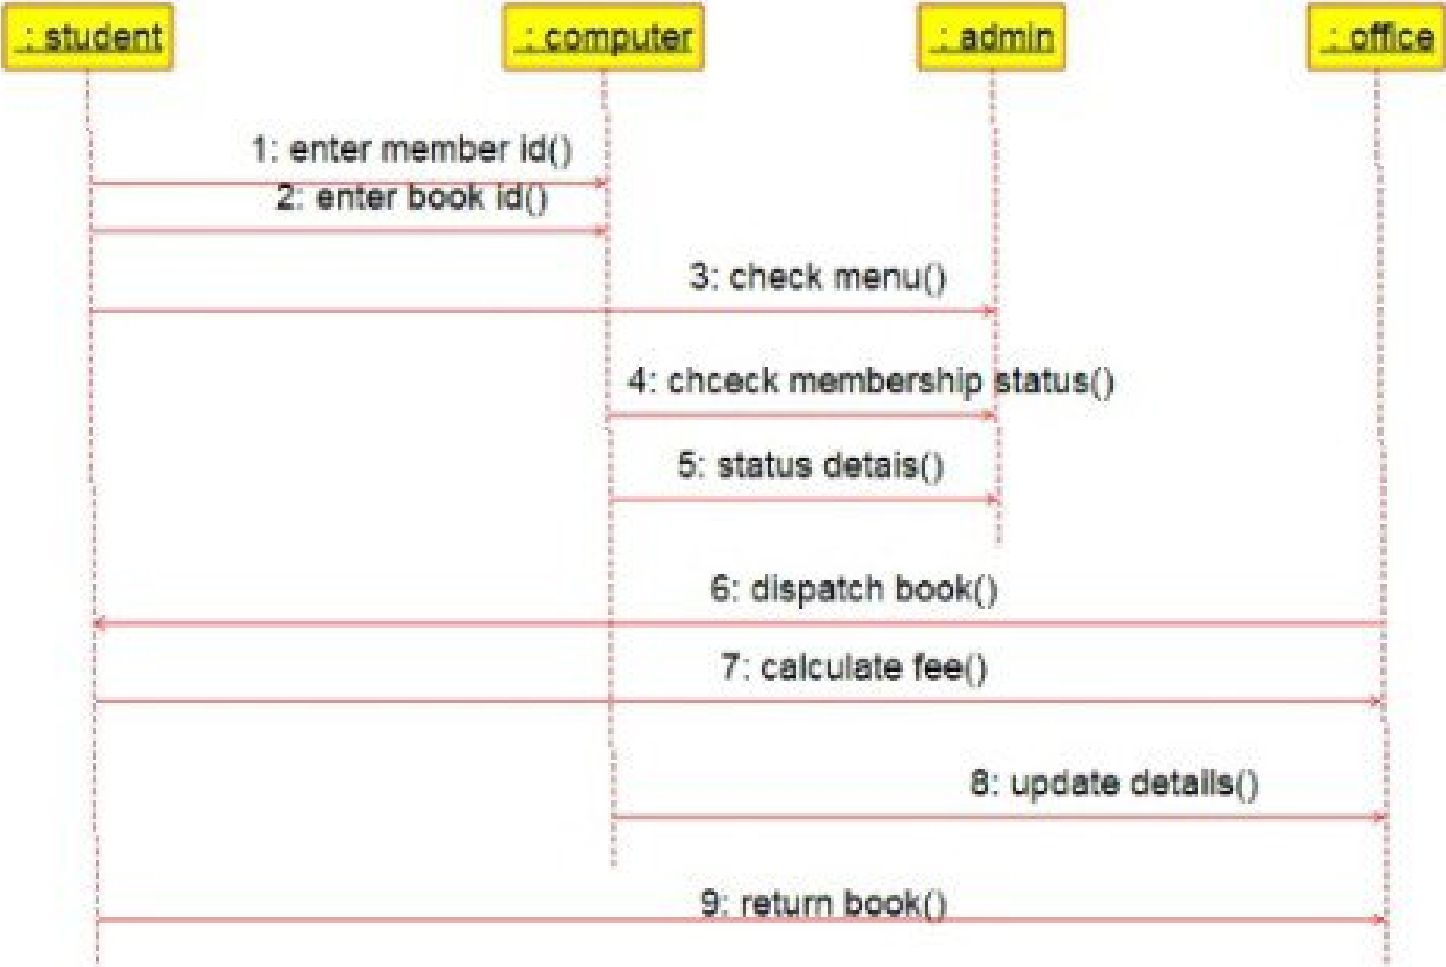 : student
: computer
: admin
: office
1: enter member id()
2: enter book id()
3: check menu()
4: chceck membership status()
5: status detais()
6: dispatch book()
7: calculate fee()
8: update details()
9: return book()